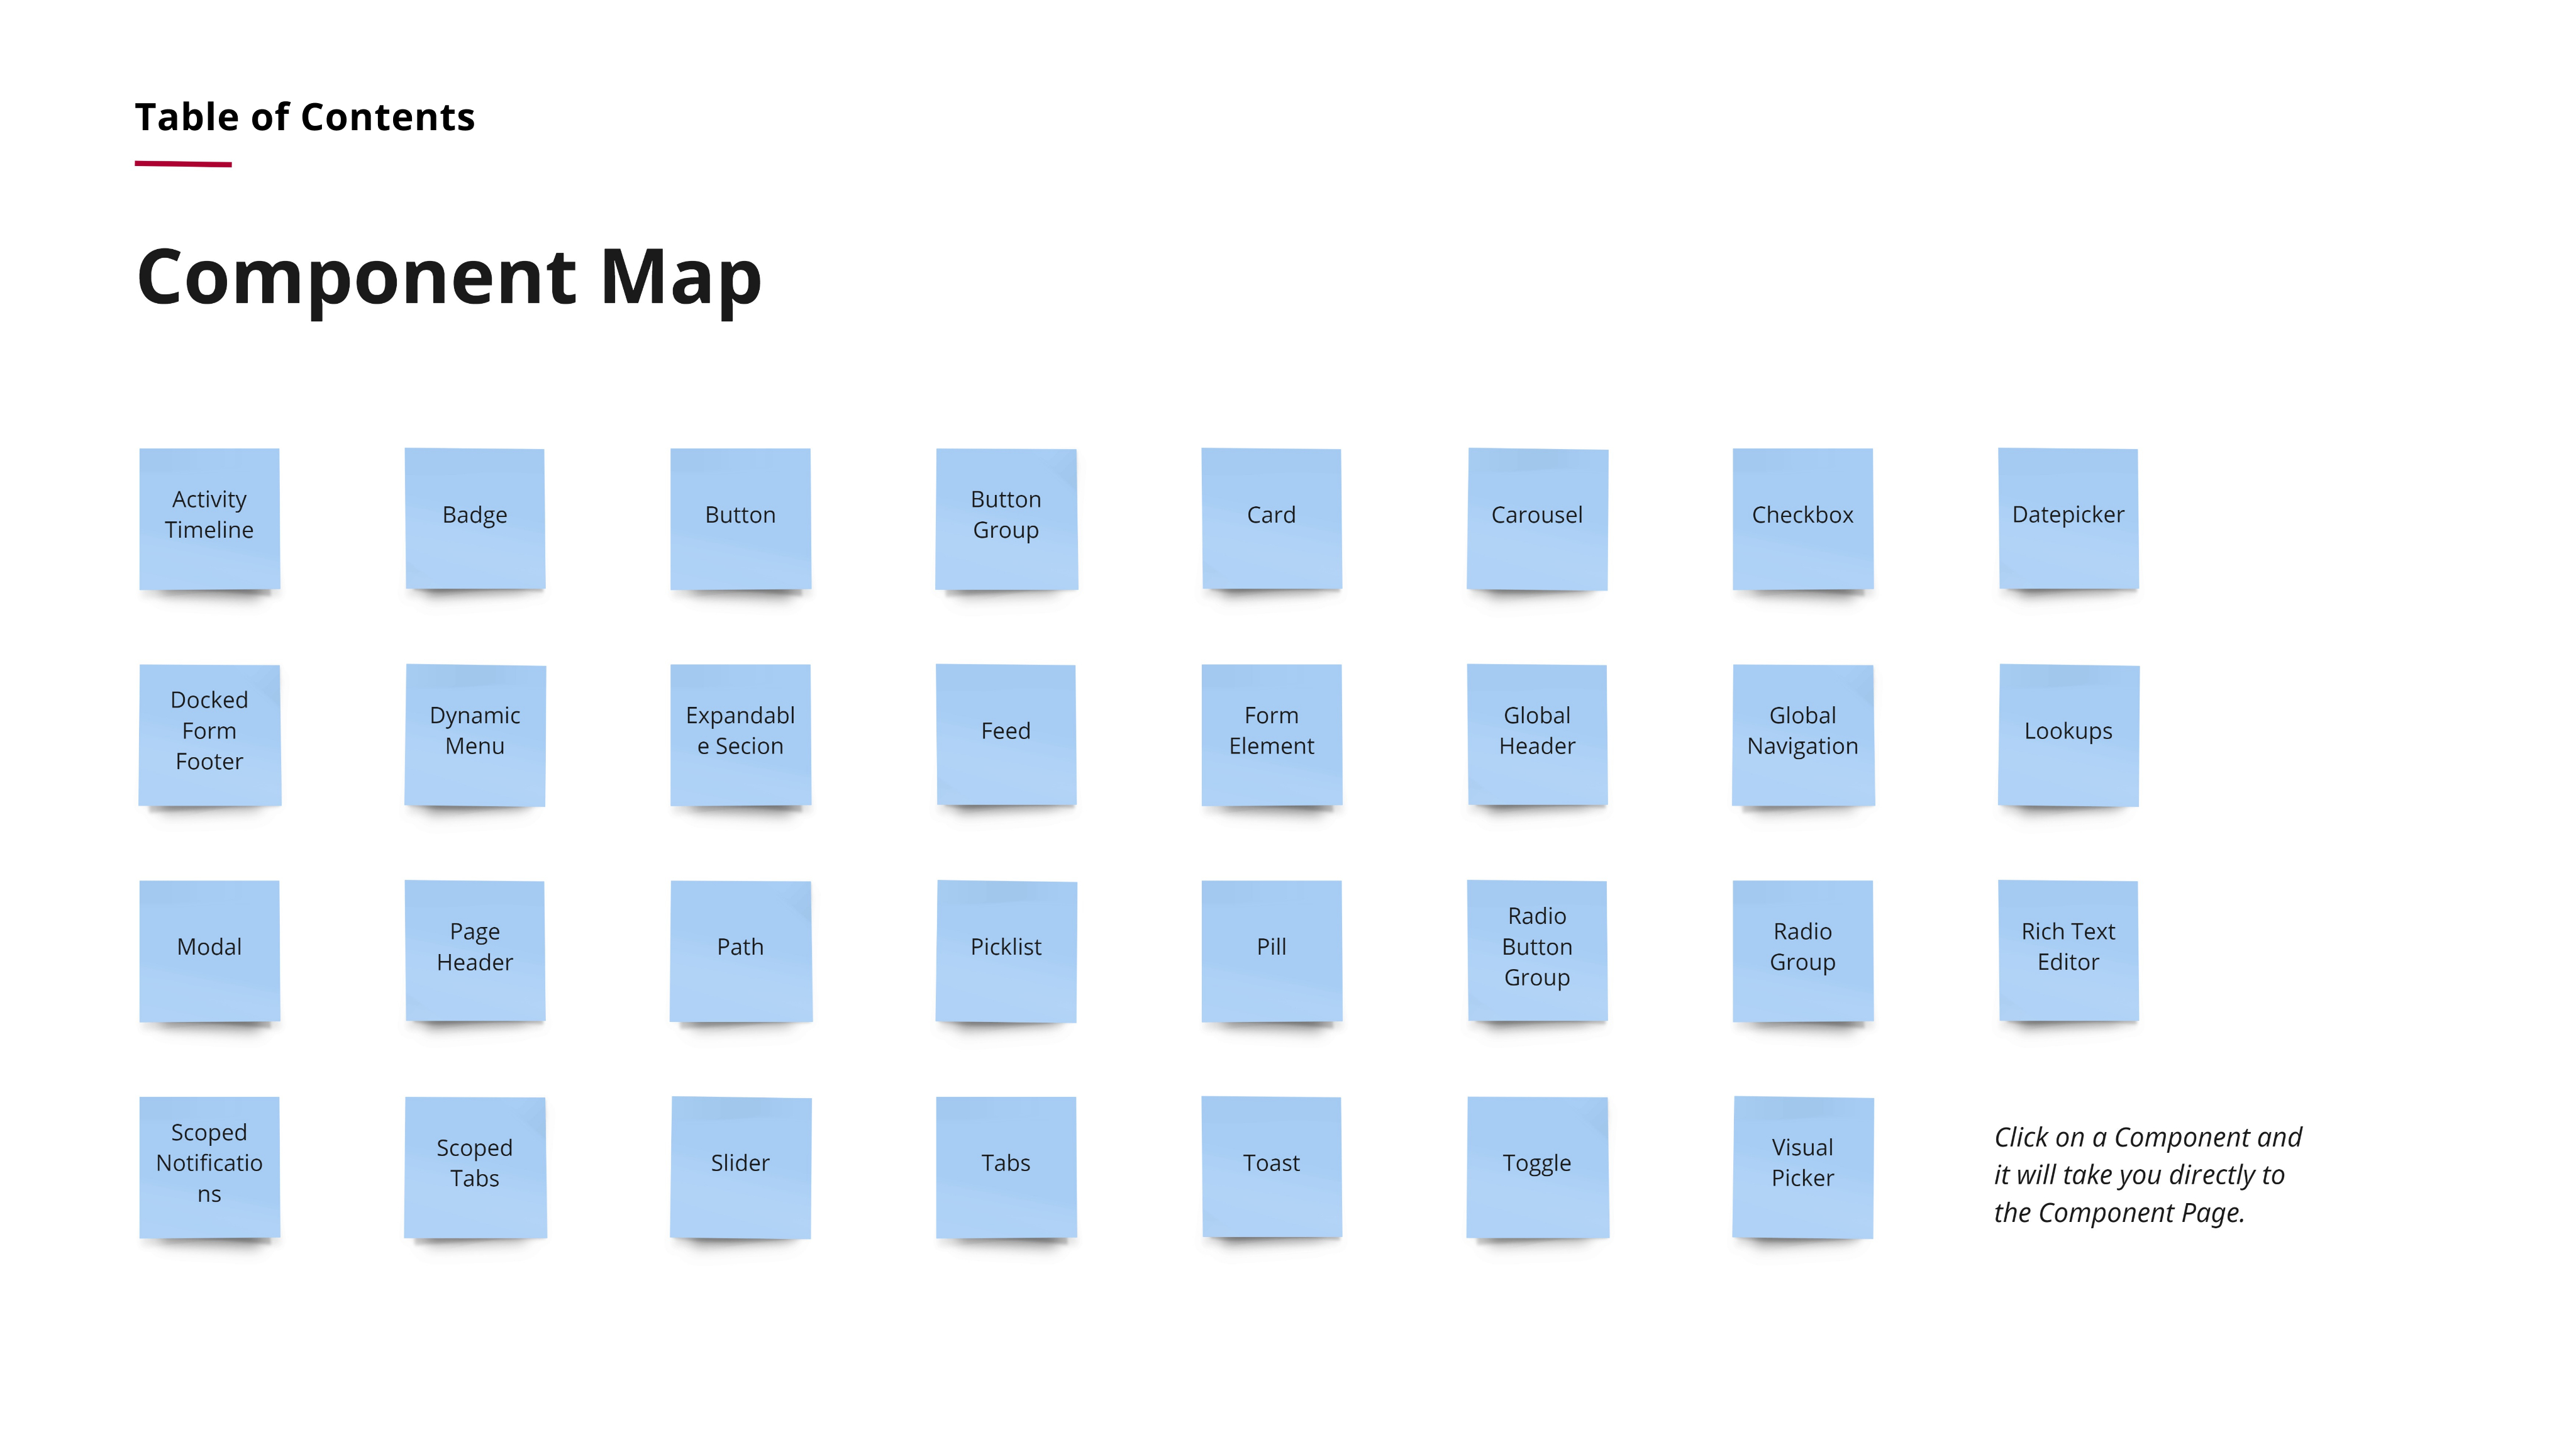 Table of Contents
Component Map
Activity
Timeline
Badge
Button
Button
Group
Card
Carousel
Checkbox
Datepicker
Docked
Form
Footer
Dynamic
Menu
Expandabl
e Secion
Feed
Form
Element
Global
Header
Global
Navigation
Lookups
Modal
Page
Header
Path
Picklist
Pill
Radio
Button
Group
Radio
Group
Rich Text
Editor
Scoped
Notificatio
ns
Scoped
Tabs
Slider
Tabs
Toast
Toggle
Visual
Picker
Click on a Component and
it will take you directly to
the Component Page.